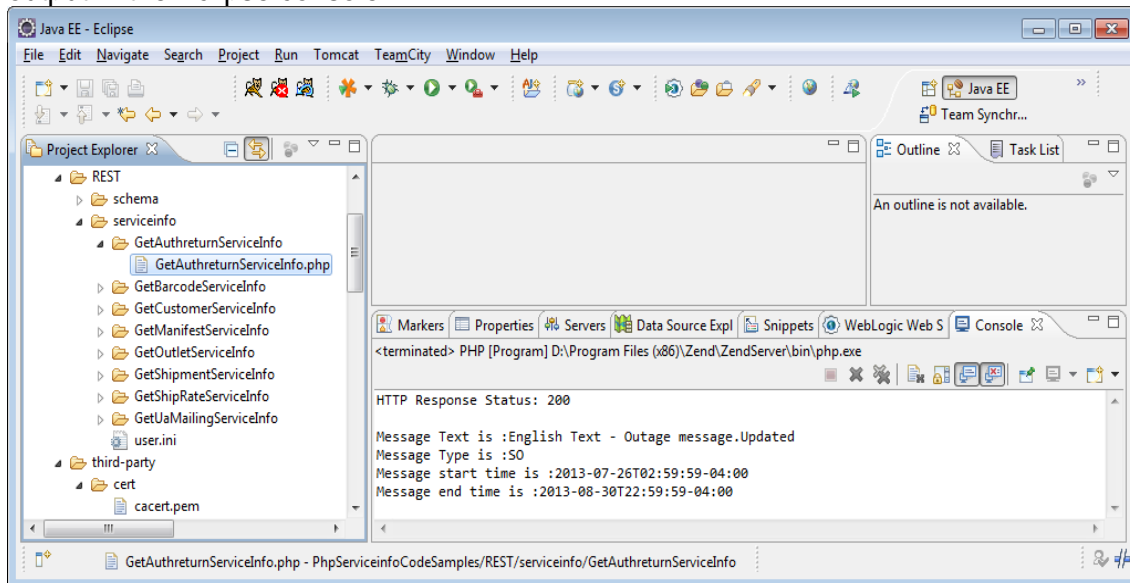 Java EE - Eclipse
File Edit Navigate Search Project Run Tomcat TeamCity Window Help
Java EE
»
Team Synchr...
Project Explorer
Outline
Task List
REST
An outline is not available.
schema
serviceinfo
GetAuthreturnServiceInfo
GetAuthreturnServiceInfo.php
GetBarcodeServiceInfo
GetCustomerServiceInfo
GetManifestServiceInfo
GetOutletServiceInfo
GetShipmentServiceInfo
GetShipRateServiceInfo
GetUaMailingServiceInfo
user.ini
third-party
cert
cacert.pem
Markers Properties Servers Data Source Expl Snippets WebLogic Web S Console
<terminated> PHP [Program] D:\Program Files (x86)\Zend\ZendServer\bin\php.exe
HTTP Response Status: 200
Message Text is :English Text - Outage message.Updated
Message Type is :SO
Message start time is :2013-07-26T02:59:59-04:00
Message end time is :2013-08-30T22:59:59-04:00
GetAuthreturnServiceInfo.php - PhpServiceinfoCodeSamples/REST/serviceinfo/GetAuthreturnServiceInfo